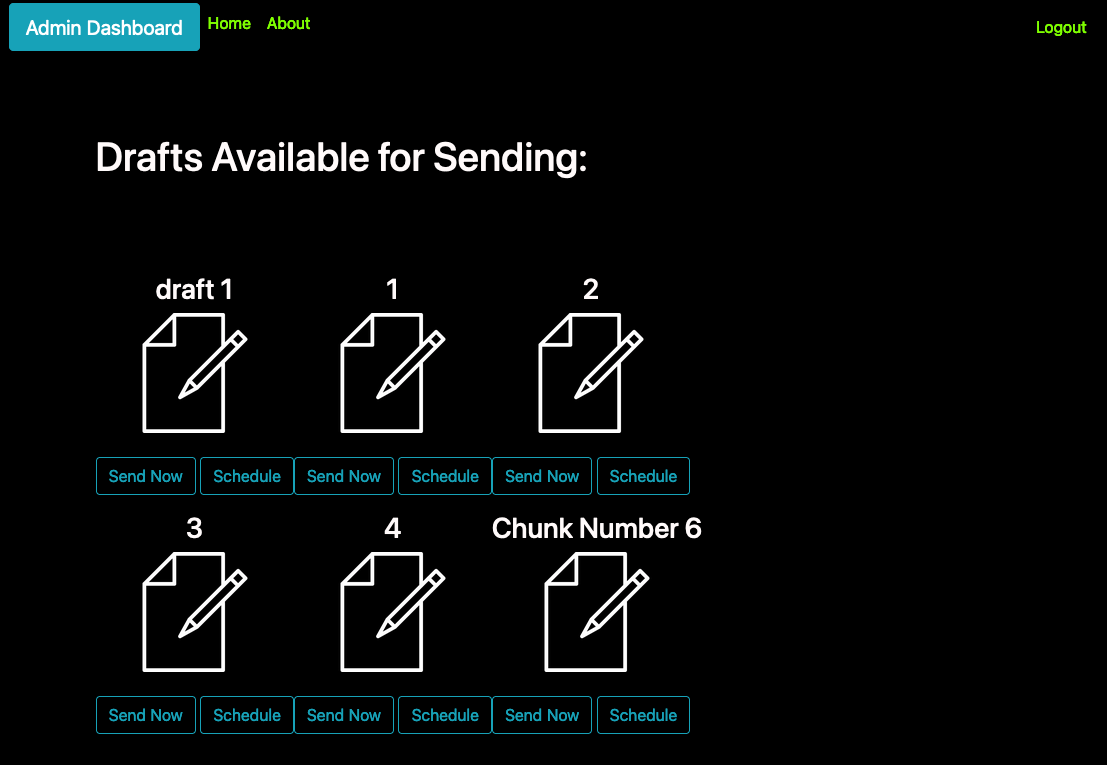 Admin Dashboard Home About Logout
Drafts Available for Sending:
draft 1 1 2
Send Now Schedule Send Now Schedule Send Now Schedule
3 4 Chunk Number 6
Send Now Schedule Send Now Schedule Send Now Schedule